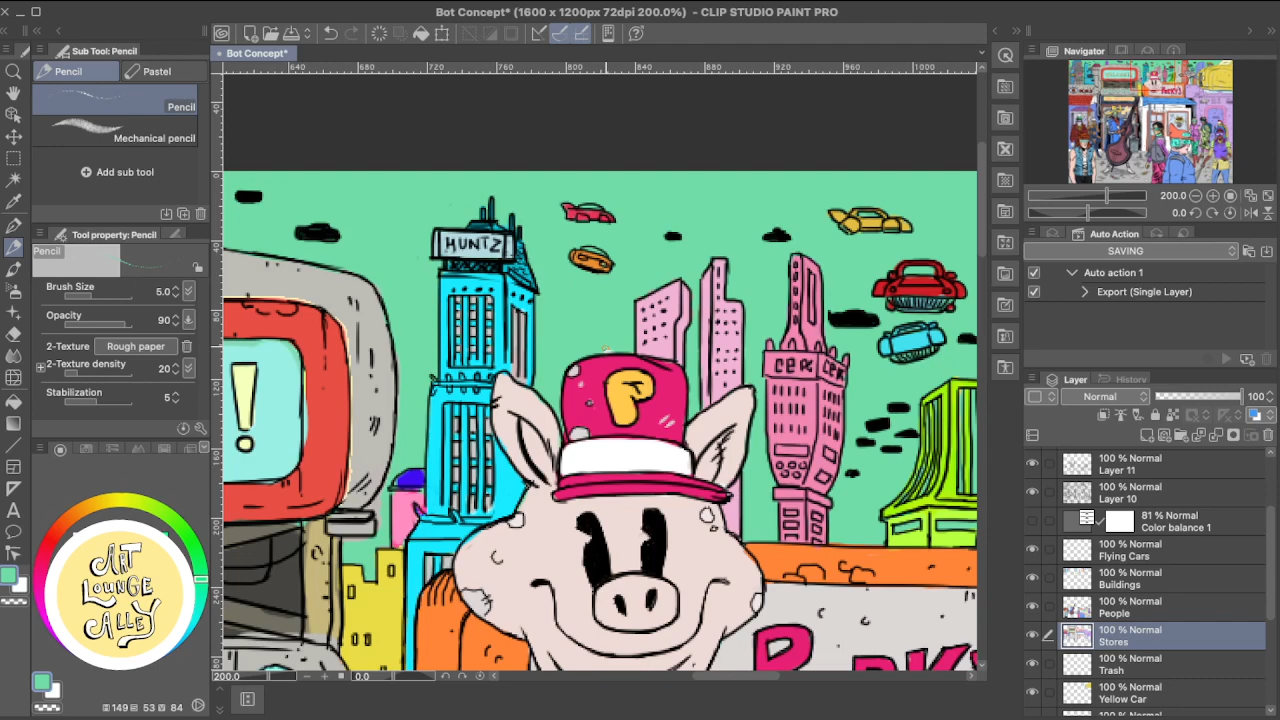 Bot Concept* (1600 x 1200px 72dpi 200.0%) - CLIP STUDIO PAINT PRO
Sub Tool: Pencil
Pencil
Pastel
Pencil
Mechanical pencil
Add sub tool
Tool property: Pencil
Pencil
Brush Size 5.0
Opacity 90
2-Texture Rough paper
2-Texture density 20
Stabilization 5
ART
LOUNGE
ALLEY
149 53 84
Bot Concept*
640 720 760 800 840 880 920 960 1000
HUNTZ
!
P
200.0 0.0
Navigator
200.0
0.0
Auto Action
SAVING
Auto action 1
Export (Single Layer)
Layer
History
Normal 100
100 % Normal
Layer 11
100 % Normal
Layer 10
81 % Normal
Color balance 1
100 % Normal
Flying Cars
100 % Normal
Buildings
100 % Normal
People
100 % Normal
Stores
100 % Normal
Trash
100 % Normal
Yellow Car
100 % Normal